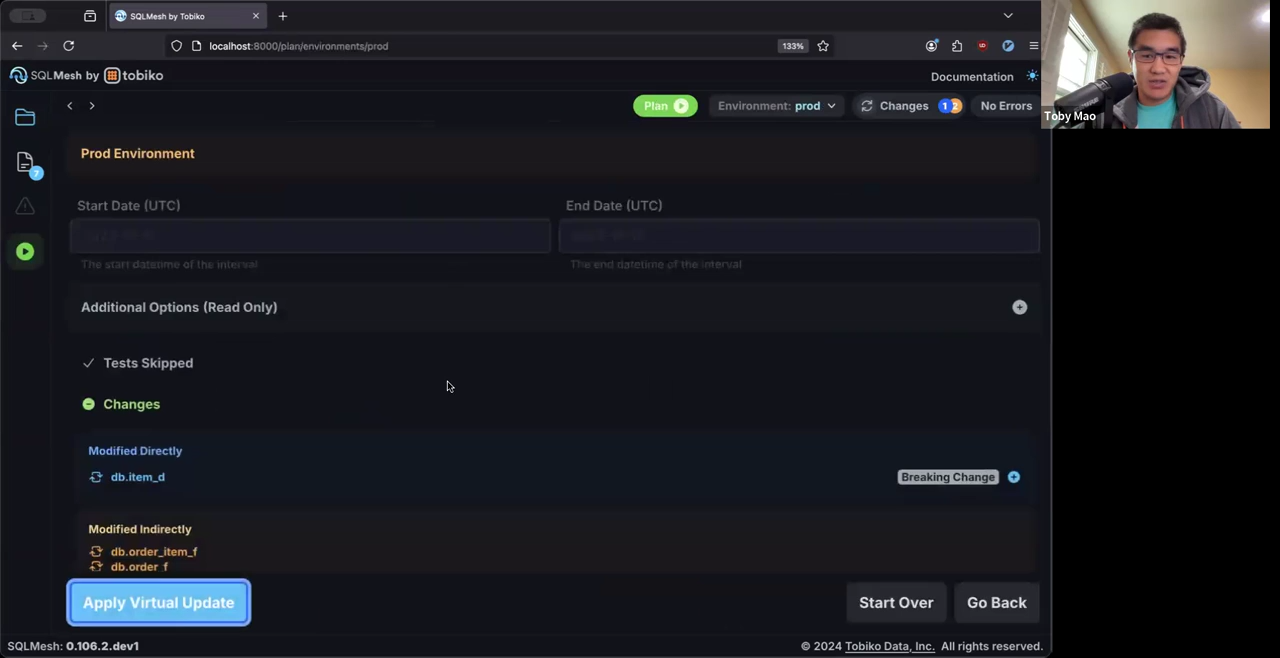 SQLMesh by Tobiko
localhost:8000/plan/environments/prod
133%
SQLMesh by tobiko
Documentation
Plan
Environment: prod
Changes
1
2
No Errors
Toby Mao
7
Prod Environment
Start Date (UTC)
End Date (UTC)
The start datetime of the interval
The end datetime of the interval
Additional Options (Read Only)
Tests Skipped
Changes
Modified Directly
db.item_d
Breaking Change
Modified Indirectly
db.order_item_f
db.order_f
Apply Virtual Update
Start Over
Go Back
SQLMesh: 0.106.2.dev1
© 2024 Tobiko Data, Inc. All rights reserved.